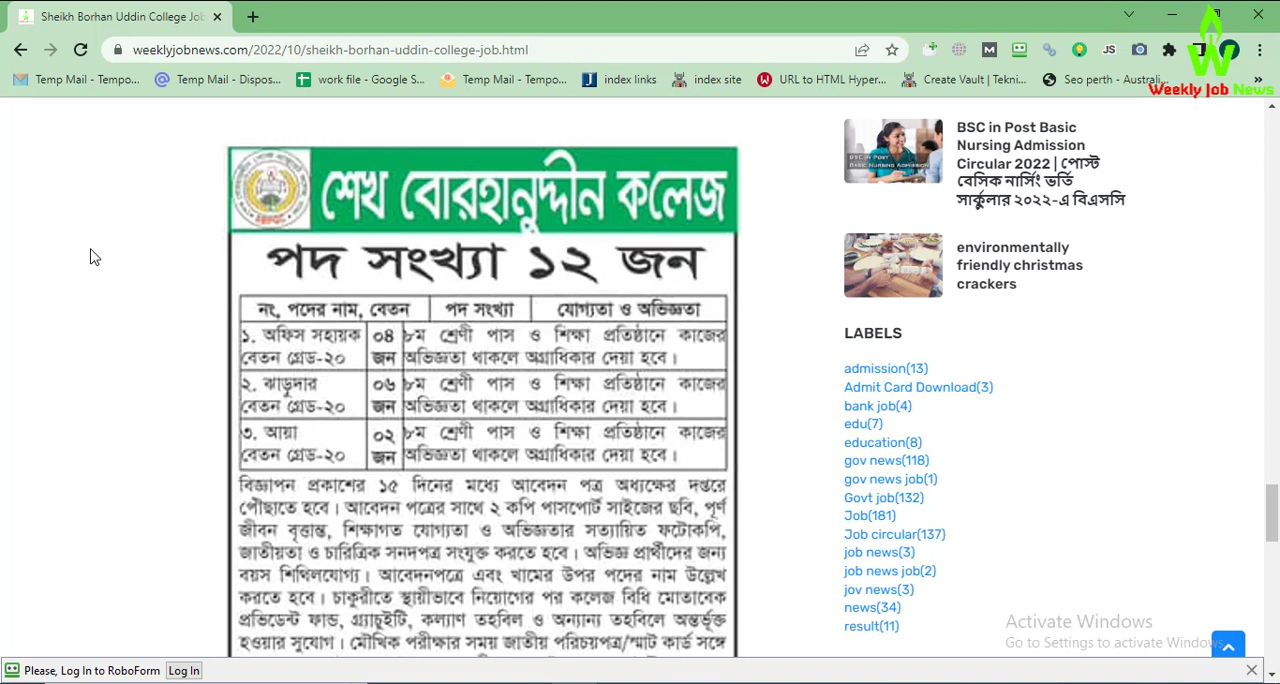 Sheikh Borhan Uddin College Job
weeklyjobnews.com/2022/10/sheikh-borhan-uddin-college-job.html
Temp Mail - Tempo...
Temp Mail - Dispos...
work file - Google S...
Temp Mail - Tempo...
index links
index site
URL to HTML Hyper...
Create Vault | Tekni...
Seo perth - Australi...
W
Weekly Job News
শেখ বোরহানুদ্দীন কলেজ
পদ সংখ্যা ১২ জন
নং, পদের নাম, বেতন পদ সংখ্যা যোগ্যতা ও অভিজ্ঞতা
১. অফিস সহায়ক ০৪ ৮ম শ্রেণী পাস ও শিক্ষা প্রতিষ্ঠানে কাজের
বেতন গ্রেড-২০ জন অভিজ্ঞতা থাকলে অগ্রাধিকার দেয়া হবে।
২. ঝাড়ুদার ০৬ ৮ম শ্রেণী পাস ও শিক্ষা প্রতিষ্ঠানে কাজের
বেতন গ্রেড-২০ জন অভিজ্ঞতা থাকলে অগ্রাধিকার দেয়া হবে।
৩. আয়া ০২ ৮ম শ্রেণী পাস ও শিক্ষা প্রতিষ্ঠানে কাজের
বেতন গ্রেড-২০ জন অভিজ্ঞতা থাকলে অগ্রাধিকার দেয়া হবে।
বিজ্ঞাপন প্রকাশের ১৫ দিনের মধ্যে আবেদন পত্র অধ্যক্ষের দপ্তরে
পৌঁছাতে হবে। আবেদন পত্রের সাথে ২ কপি পাসপোর্ট সাইজের ছবি, পূর্ণ
জীবন বৃত্তান্ত, শিক্ষাগত যোগ্যতা ও অভিজ্ঞতার সত্যায়িত ফটোকপি,
জাতীয়তা ও চারিত্রিক সনদপত্র সংযুক্ত করতে হবে। অভিজ্ঞ প্রার্থীদের জন্য
বয়স শিথিলযোগ্য। আবেদনপত্রে এবং খামের উপর পদের নাম উল্লেখ
করতে হবে। চাকুরীতে স্থায়ীভাবে নিয়োগের পর কলেজ বিধি মোতাবেক
প্রভিডেন্ট ফান্ড, গ্র্যাচুইটি, কল্যাণ তহবিল ও অন্যান্য তহবিলে অন্তর্ভূক্ত
হওয়ার সুযোগ। মৌখিক পরীক্ষার সময় জাতীয় পরিচয়পত্র/স্মার্ট কার্ড সঙ্গে
BSC in Post Basic
Nursing Admission
Circular 2022 | পোস্ট
বেসিক নার্সিং ভর্তি
সার্কুলার ২০২২-এ বিএসসি
BSC IN POST
BASIC NURSING ADMISSION
environmentally
friendly christmas
crackers
LABELS
admission(13)
Admit Card Download(3)
bank job(4)
edu(7)
education(8)
gov news(118)
gov news job(1)
Govt job(132)
Job(181)
Job circular(137)
job news(3)
job news job(2)
jov news(3)
news(34)
result(11)
Activate Windows
Go to Settings to activate Windows.
Please, Log In to RoboForm Log In